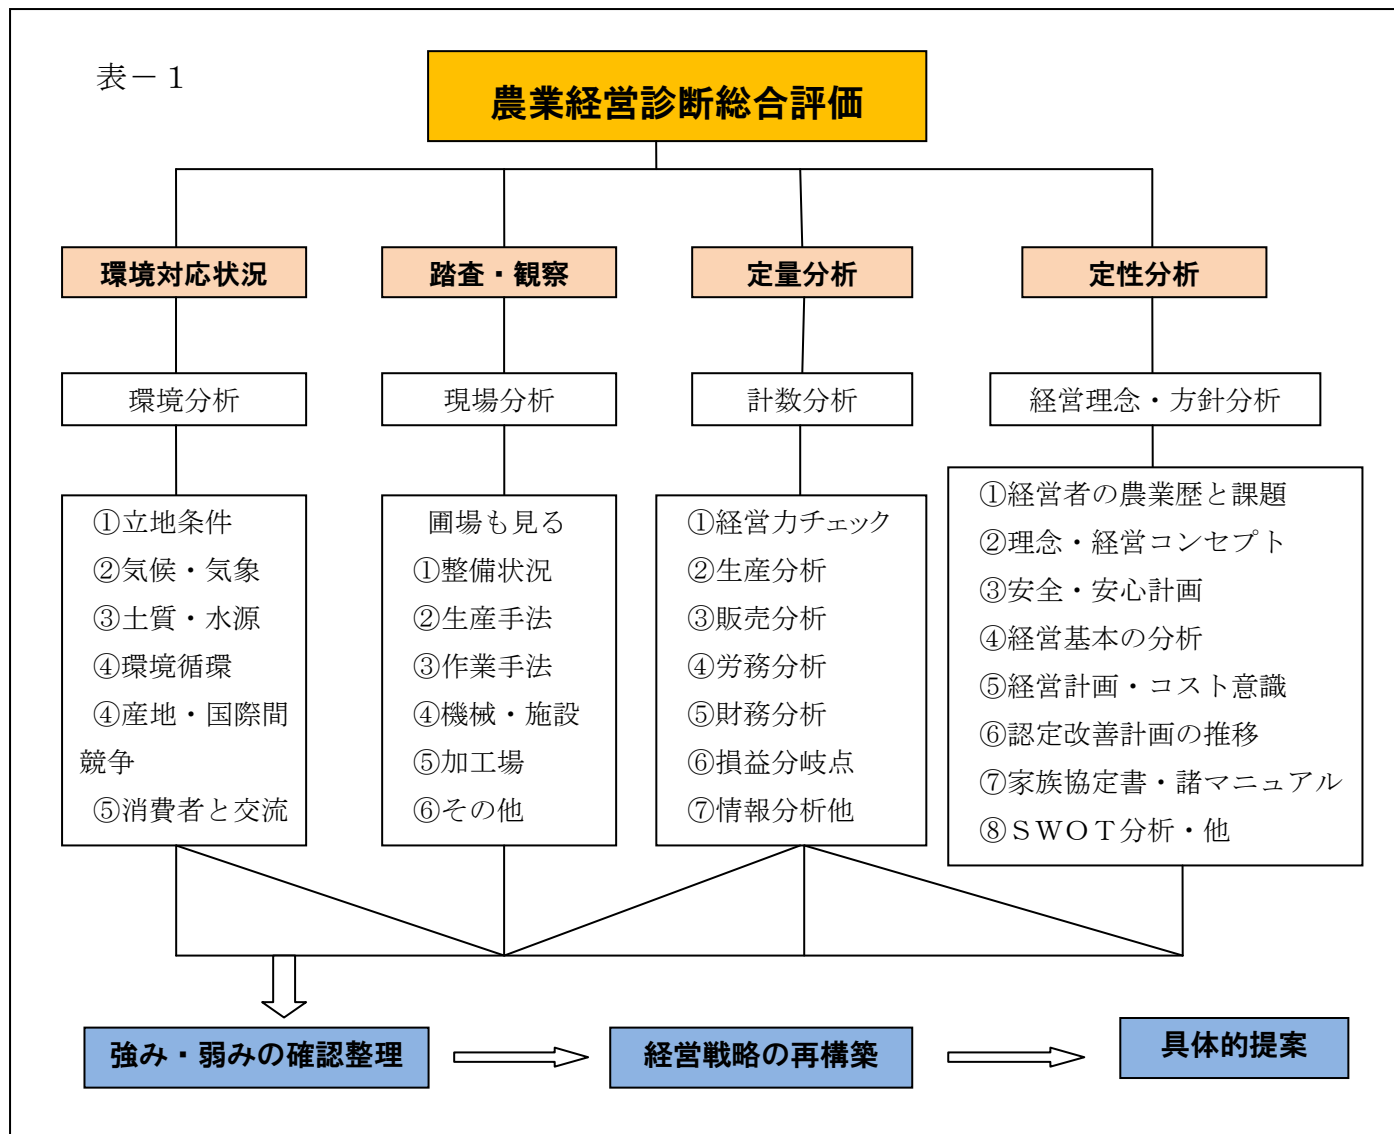 表－１
農業経営診断総合評価
環境対応状況
踏査・観察
定量分析
定性分析
環境分析
現場分析
計数分析
経営理念・方針分析
①立地条件
②気候・気象
③土質・水源
④環境循環
④産地・国際間
競争
⑤消費者と交流
圃場も見る
①整備状況
②生産手法
③作業手法
④機械・施設
⑤加工場
⑥その他
①経営力チェック
②生産分析
③販売分析
④労務分析
⑤財務分析
⑥損益分岐点
⑦情報分析他
①経営者の農業歴と課題
②理念・経営コンセプト
③安全・安心計画
④経営基本の分析
⑤経営計画・コスト意識
⑥認定改善計画の推移
⑦家族協定書・諸マニュアル
⑧ＳＷＯＴ分析・他
強み・弱みの確認整理
経営戦略の再構築
具体的提案